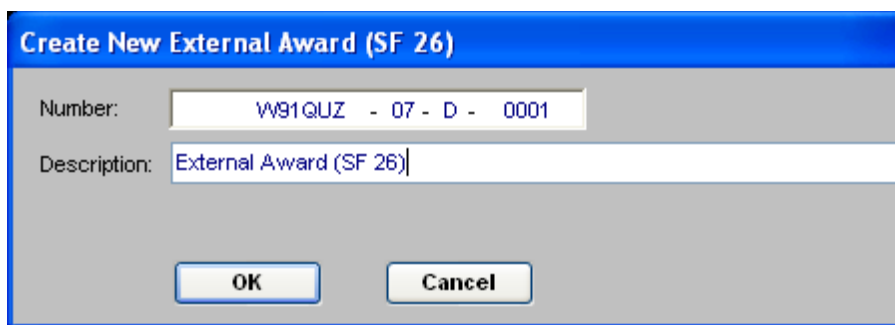 Create New External Award (SF 26)
Number: W91QUZ - 07 - D - 0001
Description: External Award (SF 26)
OK Cancel